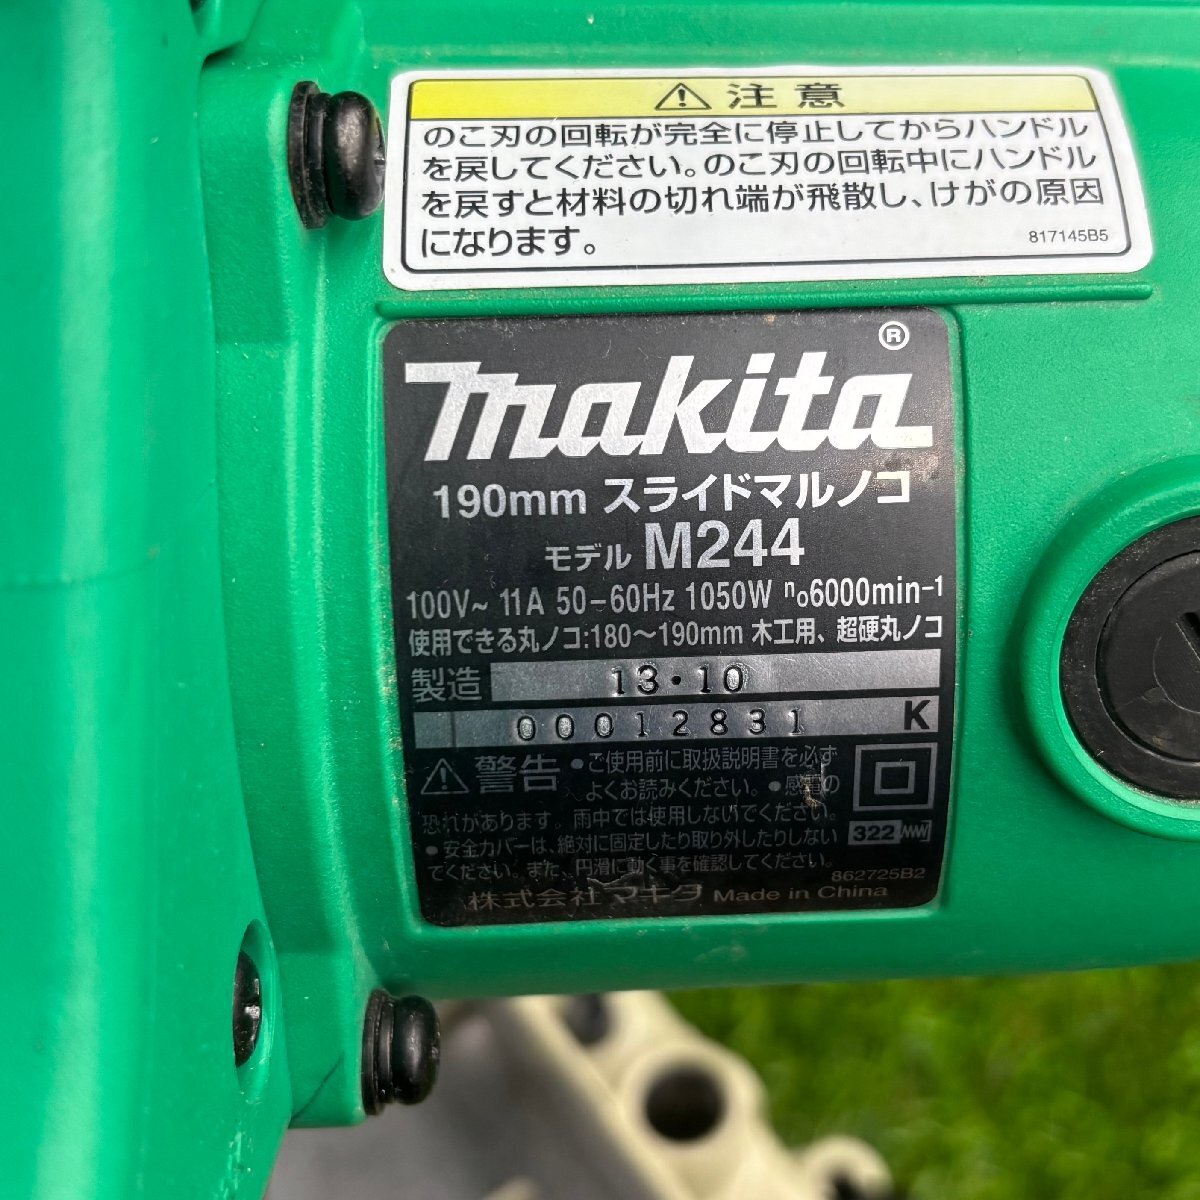 ⚠ 注意
のこ刃の回転が完全に停止してからハンドル
を戻してください。のこ刃の回転中にハンドル
を戻すと材料の切れ端が飛散し、けがの原因
になります。
817145B5
makita®
190mm スライドマルノコ
モデル M244
100V~ 11A 50-60Hz 1050W n₀6000min-1
使用できる丸ノコ:180～190mm 木工用、超硬丸ノコ
製造 13・10
00012831 K
⚠ 警告 ●ご使用前に取扱説明書を必ず
よくお読みください。●感電の
恐れがあります。雨中では使用しないでください。
●安全カバーは、絶対に固定したり取り外したりしない
でください。また、円滑に動く事を確認してください。
322
862725B2
株式会社 マキタ Made in China